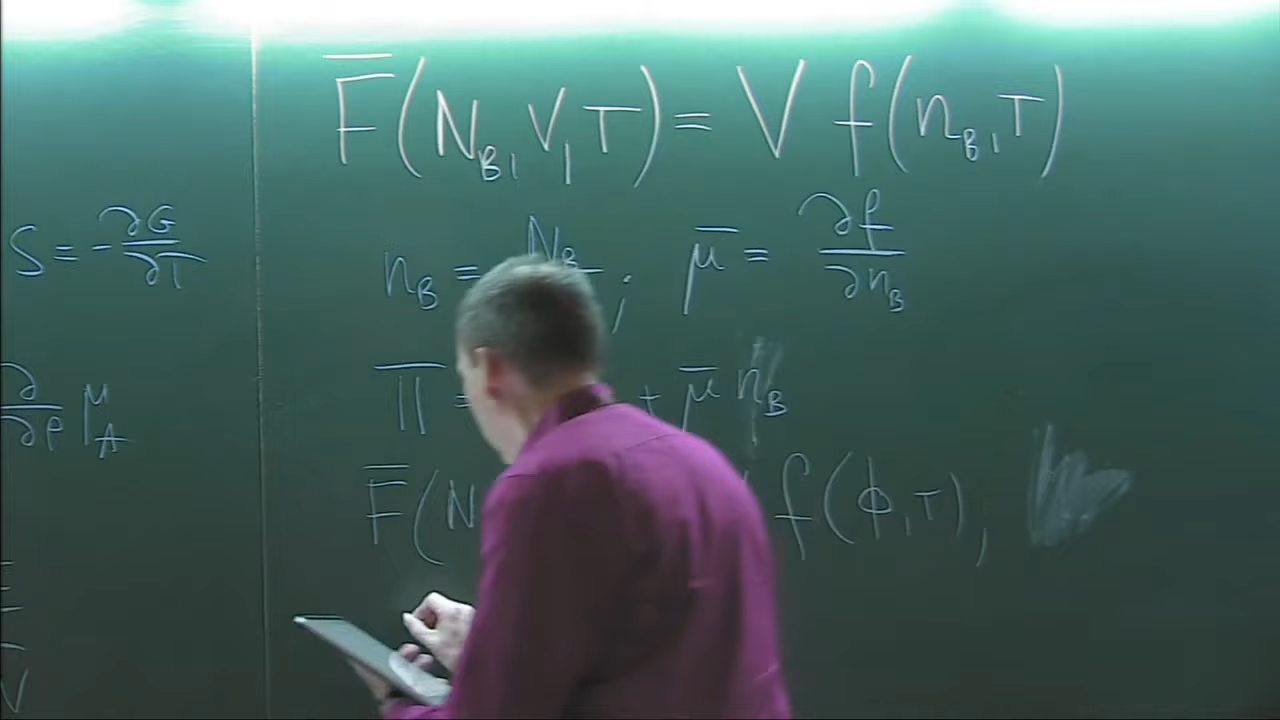 F̅(N_B, V, T) = V f(n_B, T)
S = -∂G/∂T
n_B = N_B ; μ̅ = ∂f/∂n_B
∂/∂ρ μ_A
Π̅ = + μ̅ n_B
F̅(N f(ϕ, T),
V